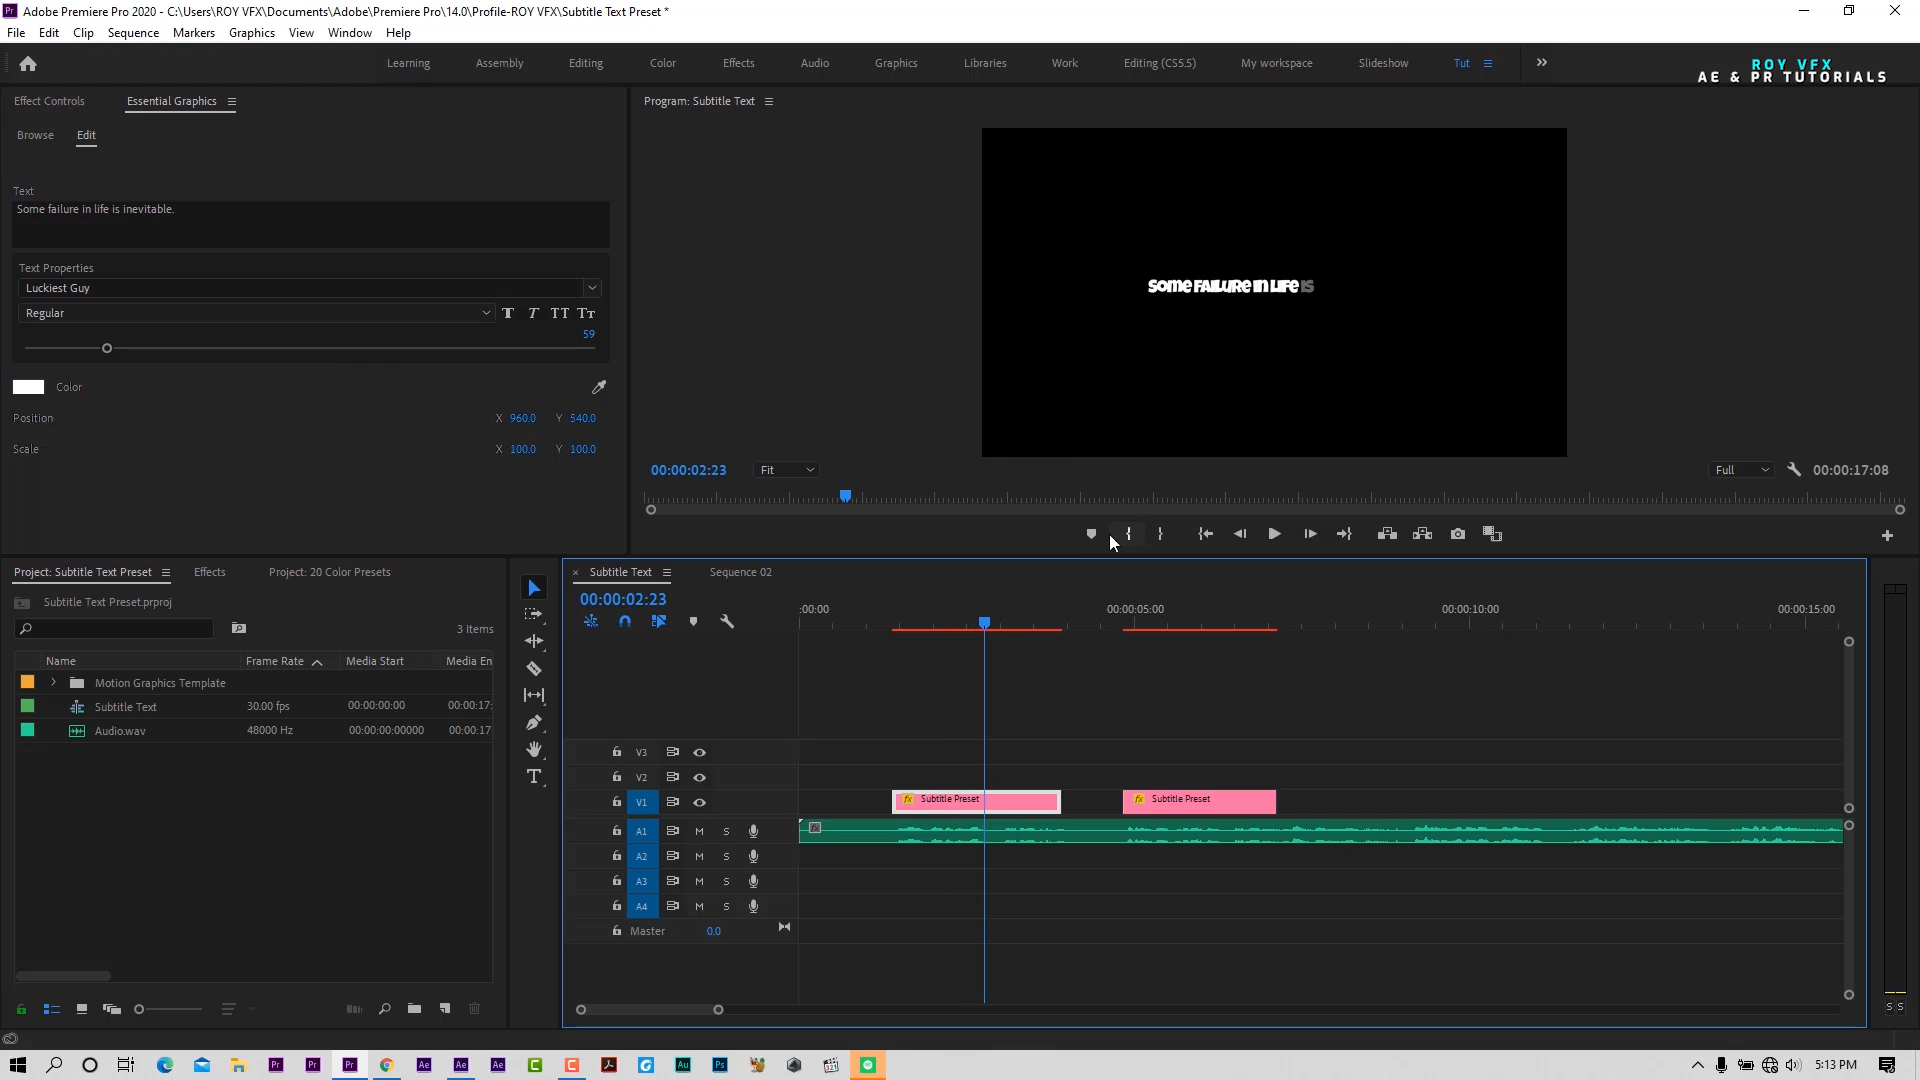 Adobe Premiere Pro 2020 - C:\Users\ROY VFX\Documents\Adobe\Premiere Pro\14.0\Profile-ROY VFX\Subtitle Text Preset *
File Edit Clip Sequence Markers Graphics View Window Help
Learning Assembly Editing Color Effects Audio Graphics Libraries Work Editing (CS5.5) My workspace Slideshow Tut
ROY VFX
AE & PR TUTORIALS
Effect Controls Essential Graphics
Browse Edit
Text
Some failure in life is inevitable.
Text Properties
Luckiest Guy
Regular
59
Color
Position X 960.0 Y 540.0
Scale X 100.0 Y 100.0
Program: Subtitle Text
Some failure in life is
00:00:02:23 Fit Full 00:00:17:08
Project: Subtitle Text Preset Effects Project: 20 Color Presets
Subtitle Text Preset.prproj
3 Items
Name Frame Rate Media Start Media En
Motion Graphics Template
Subtitle Text 30.00 fps 00:00:00:00 00:00:17:
Audio.wav 48000 Hz 00:00:00:00000 00:00:17
Subtitle Text Sequence 02
00:00:02:23
:00:00 00:00:05:00 00:00:10:00 00:00:15:00
V3
V2
V1 Subtitle Preset Subtitle Preset
A1 M S
A2 M S
A3 M S
A4 M S
Master 0.0
S S
5:13 PM